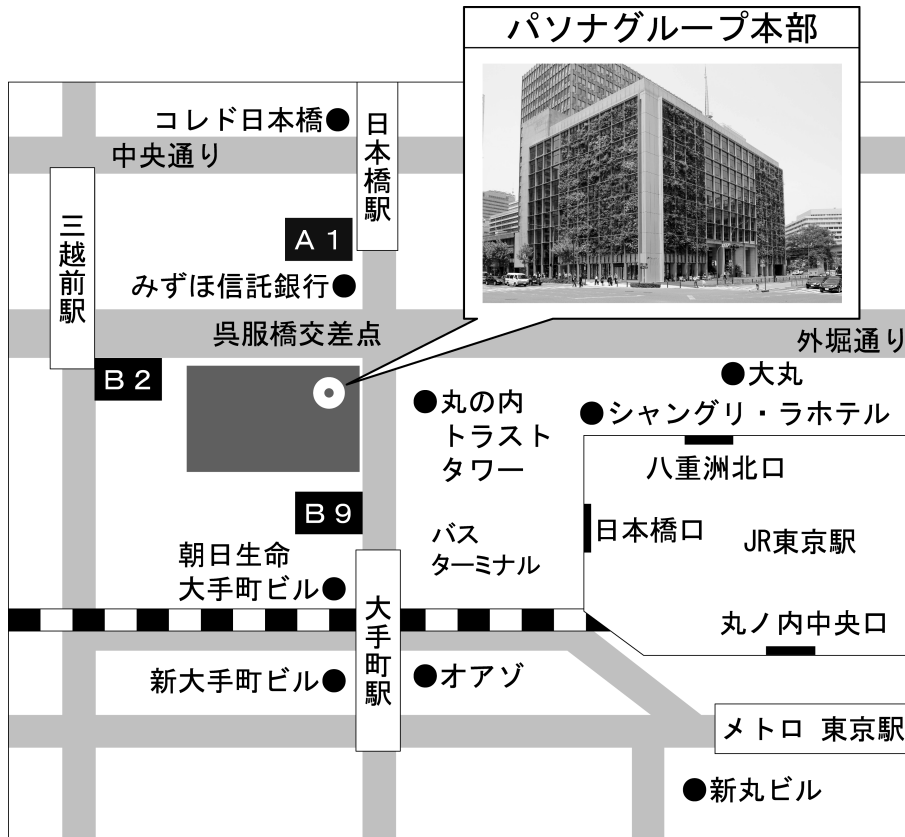 パソナグループ本部
コレド日本橋
中央通り
日本橋駅
三越前駅
A1
みずほ信託銀行
呉服橋交差点
外堀通り
B2
大丸
丸の内
トラスト
タワー
シャングリ・ラホテル
八重洲北口
B9
日本橋口
JR東京駅
バス
ターミナル
朝日生命
大手町ビル
大手町駅
丸ノ内中央口
新大手町ビル
オアゾ
メトロ 東京駅
新丸ビル